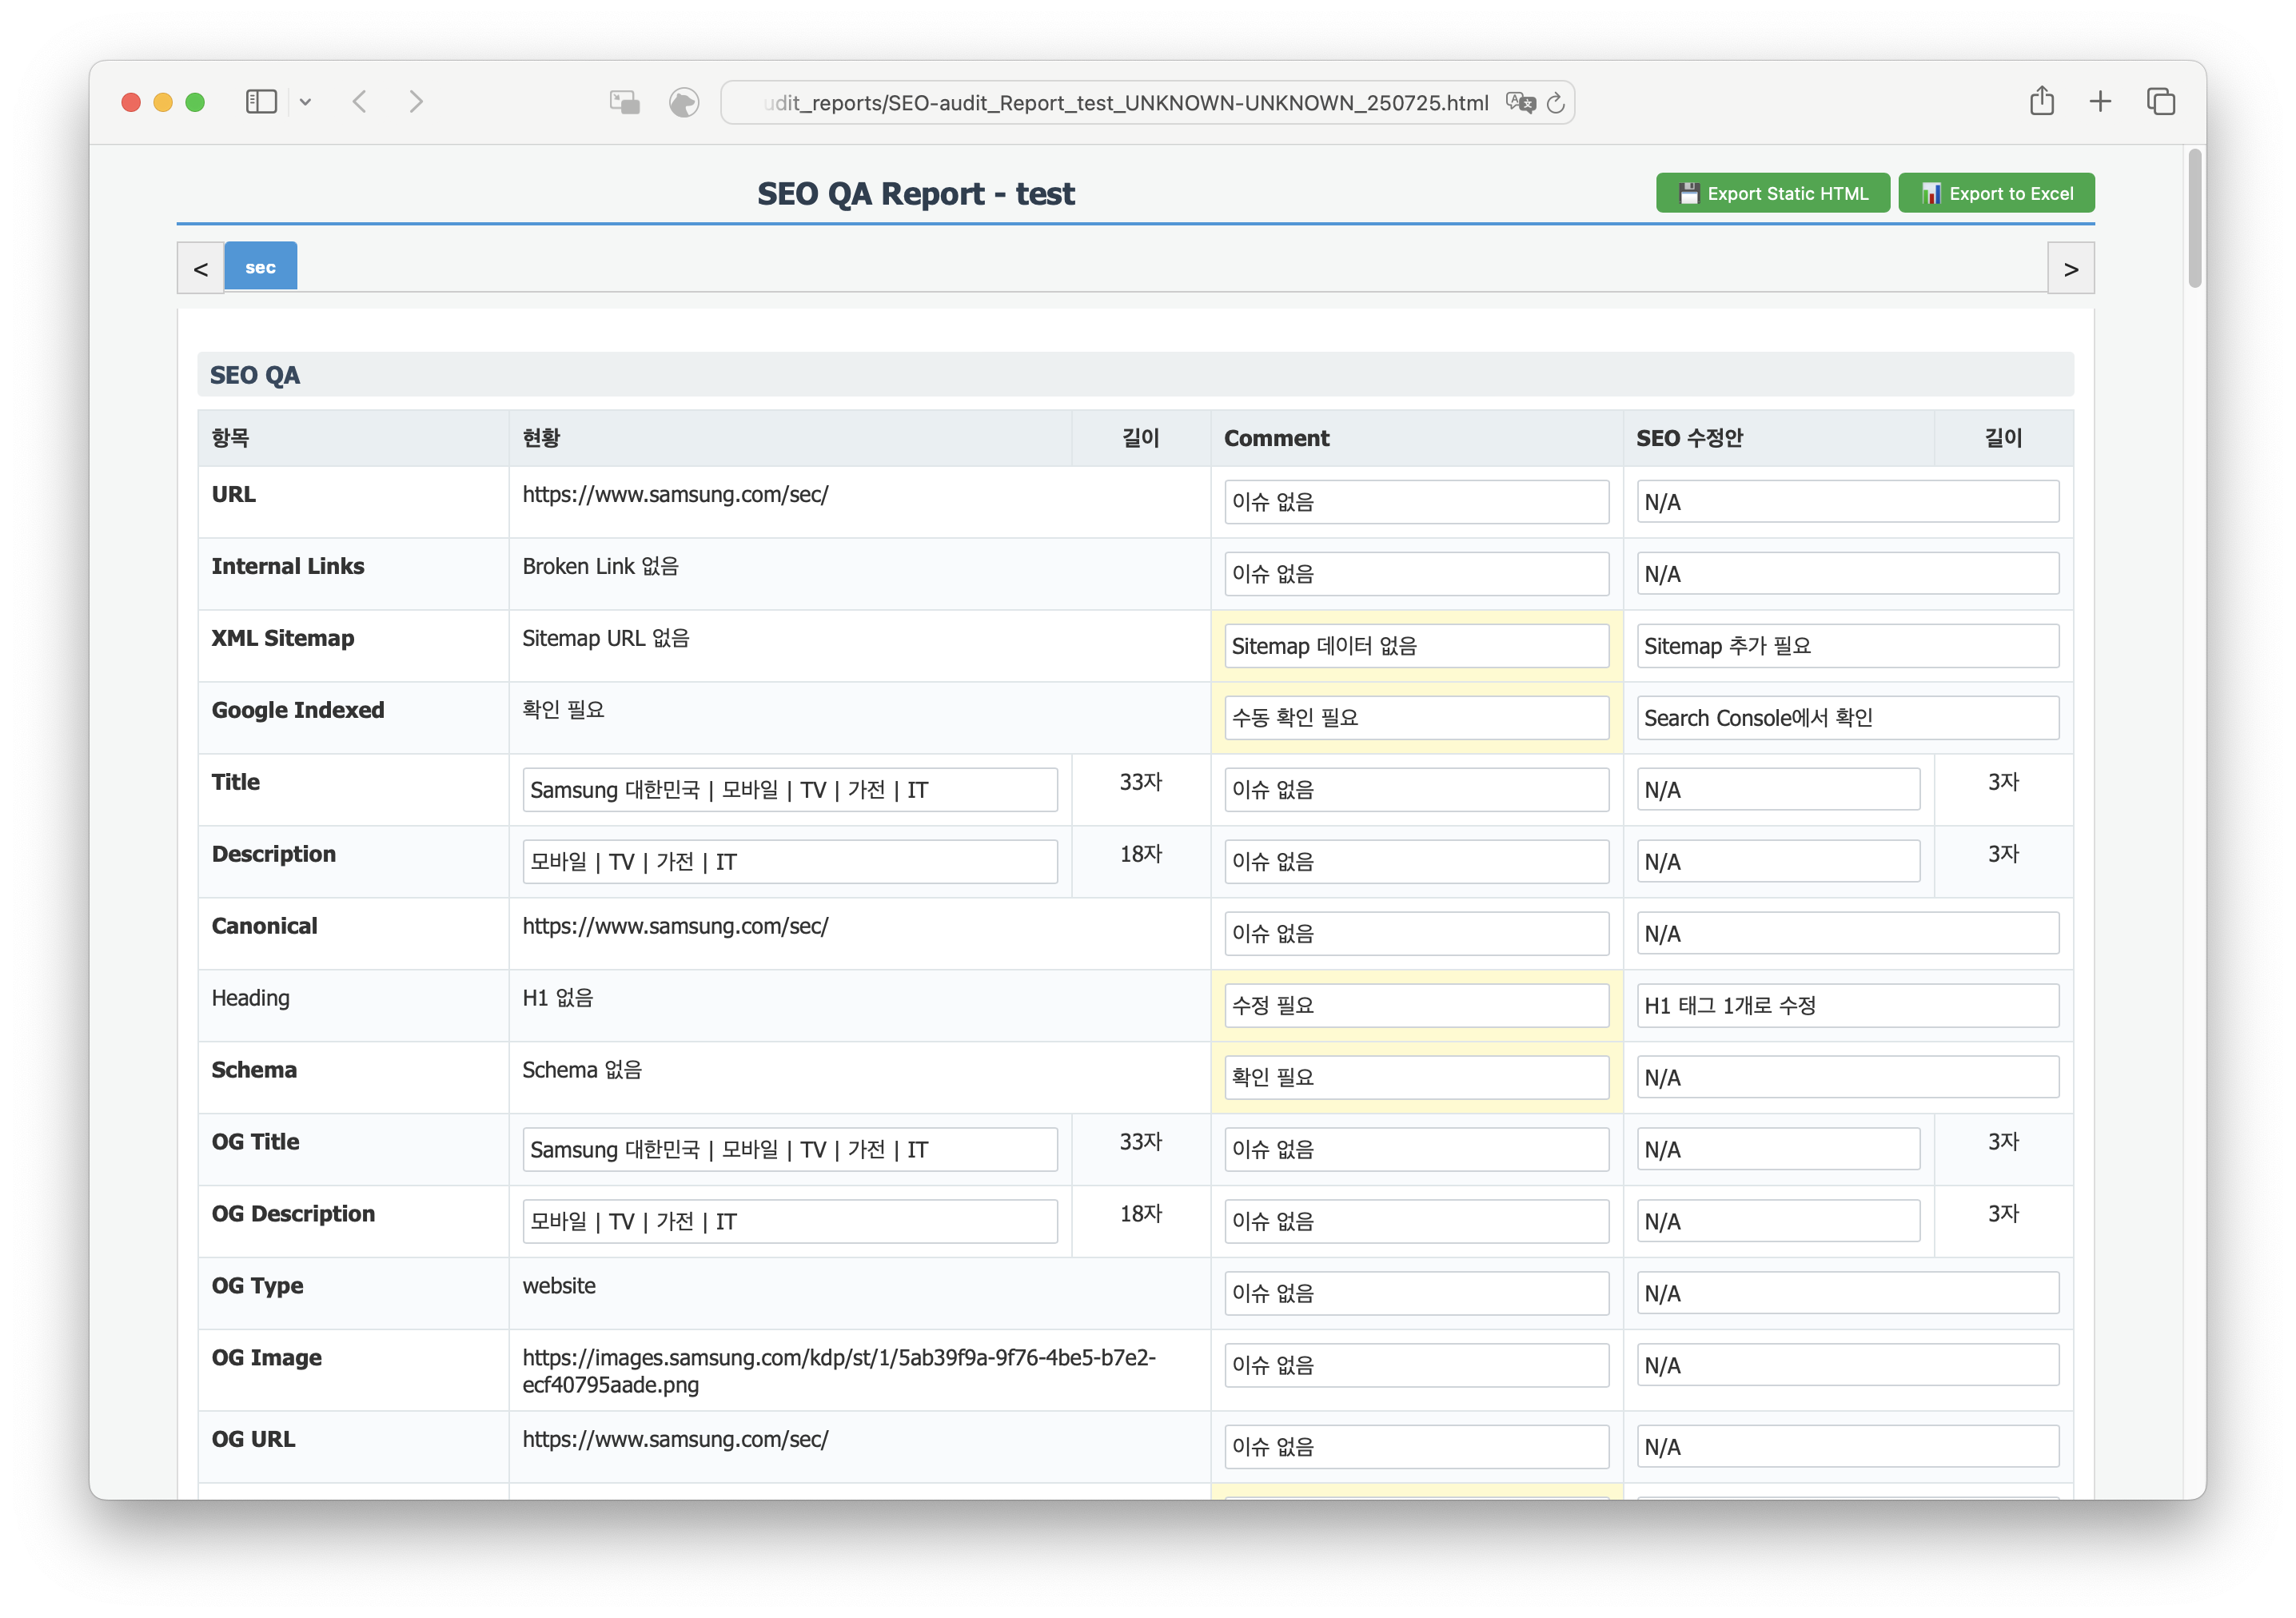 udit_reports/SEO-audit_Report_test_UNKNOWN-UNKNOWN_250725.html
SEO QA Report - test
Export Static HTML
Export to Excel
<
sec
>
SEO QA
항목 현황 길이 Comment SEO 수정안 길이
URL https://www.samsung.com/sec/ 이슈 없음 N/A
Internal Links Broken Link 없음 이슈 없음 N/A
XML Sitemap Sitemap URL 없음 Sitemap 데이터 없음 Sitemap 추가 필요
Google Indexed 확인 필요 수동 확인 필요 Search Console에서 확인
Title Samsung 대한민국 | 모바일 | TV | 가전 | IT 33자 이슈 없음 N/A 3자
Description 모바일 | TV | 가전 | IT 18자 이슈 없음 N/A 3자
Canonical https://www.samsung.com/sec/ 이슈 없음 N/A
Heading H1 없음 수정 필요 H1 태그 1개로 수정
Schema Schema 없음 확인 필요 N/A
OG Title Samsung 대한민국 | 모바일 | TV | 가전 | IT 33자 이슈 없음 N/A 3자
OG Description 모바일 | TV | 가전 | IT 18자 이슈 없음 N/A 3자
OG Type website 이슈 없음 N/A
OG Image https://images.samsung.com/kdp/st/1/5ab39f9a-9f76-4be5-b7e2-
ecf40795aade.png 이슈 없음 N/A
OG URL https://www.samsung.com/sec/ 이슈 없음 N/A